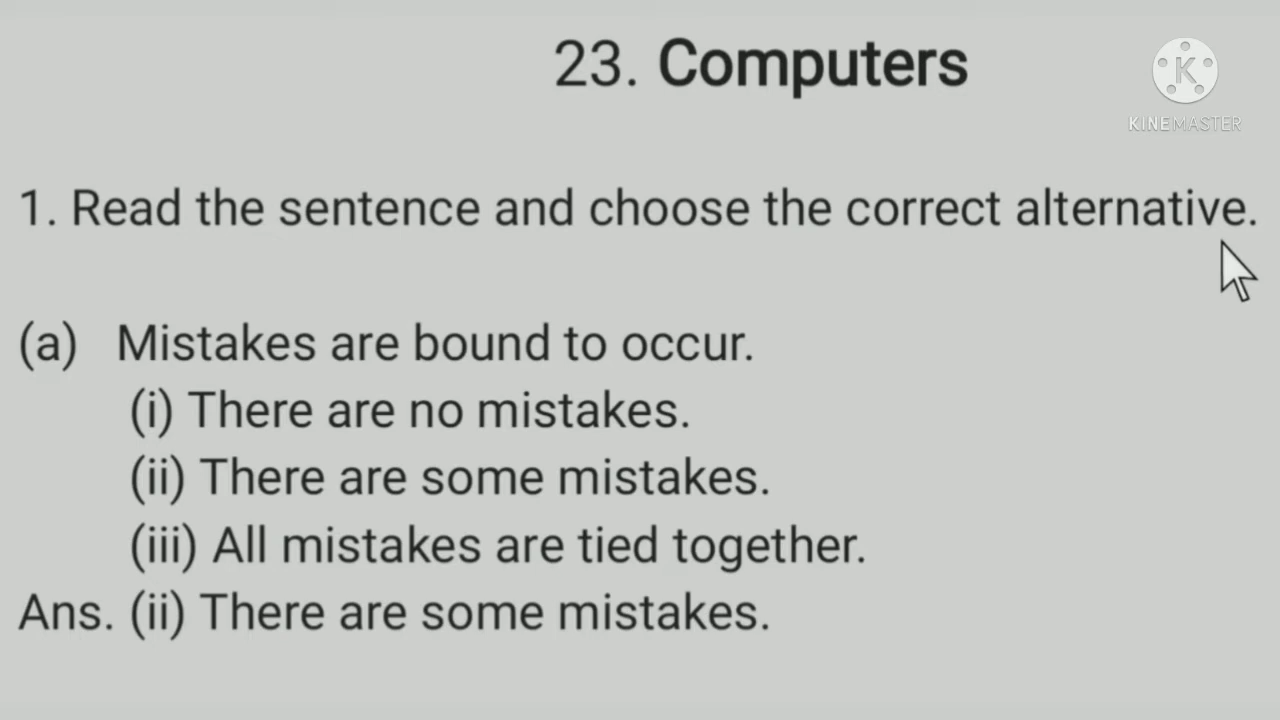 23. Computers
K
KINEMASTER
1. Read the sentence and choose the correct alternative.
(a) Mistakes are bound to occur.
(i) There are no mistakes.
(ii) There are some mistakes.
(iii) All mistakes are tied together.
Ans. (ii) There are some mistakes.